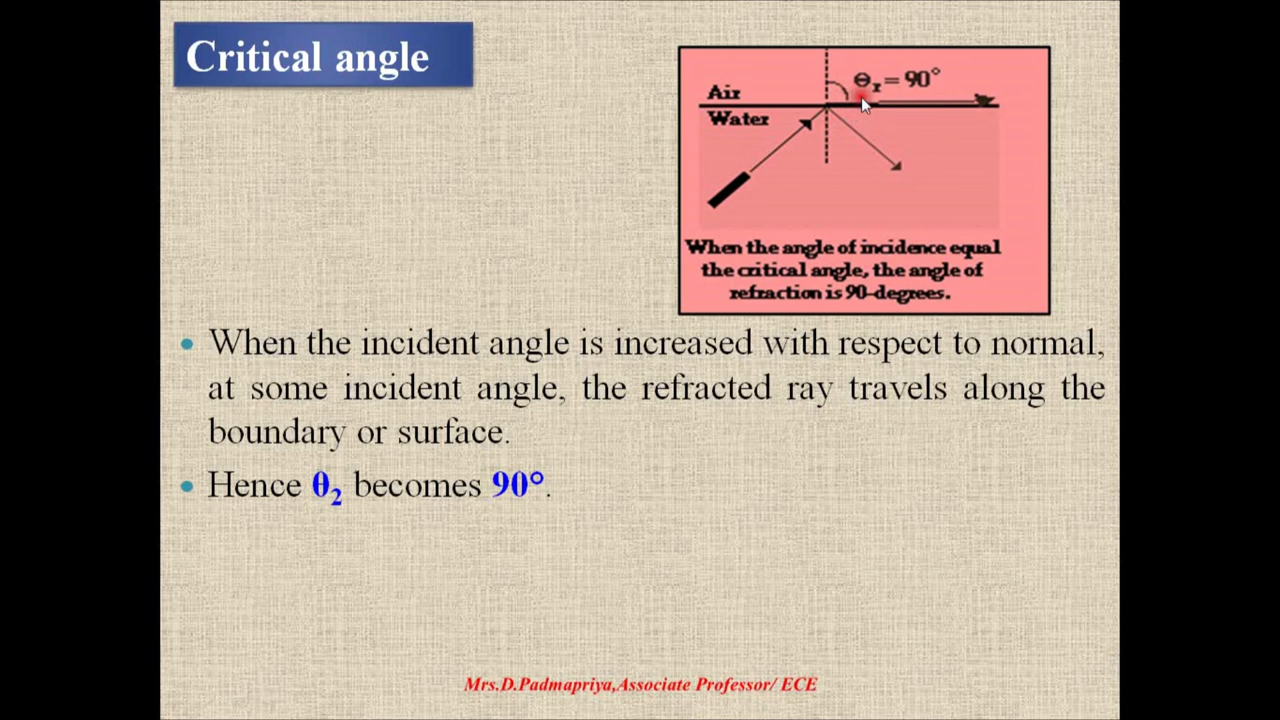 Critical angle
Θr = 90°
Air
Water
When the angle of incidence equal
the critical angle, the angle of
refraction is 90-degrees.
• When the incident angle is increased with respect to normal,
at some incident angle, the refracted ray travels along the
boundary or surface.
• Hence θ2 becomes 90°.
Mrs.D.Padmapriya,Associate Professor/ ECE